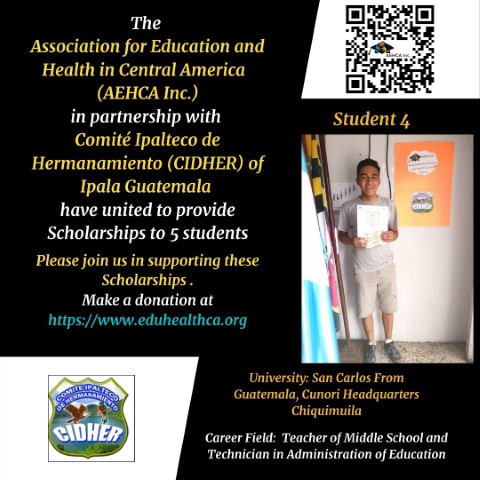 The
Association for Education and
Health in Central America
(AEHCA Inc.)
in partnership with
Comité Ipalteco de
Hermanamiento (CIDHER) of
Ipala Guatemala
have united to provide
Scholarships to 5 students
Please join us in supporting these
Scholarships .
Make a donation at
https://www.eduhealthca.org
AEHCA Inc.
Student 4
CIDHER
University: San Carlos From
Guatemala, Cunori Headquarters
Chiquimuila
Career Field:  Teacher of Middle School and
Technician in Administration of Education
COMITE IPALTECO
DE HERMANAMIENTO
CIDHER